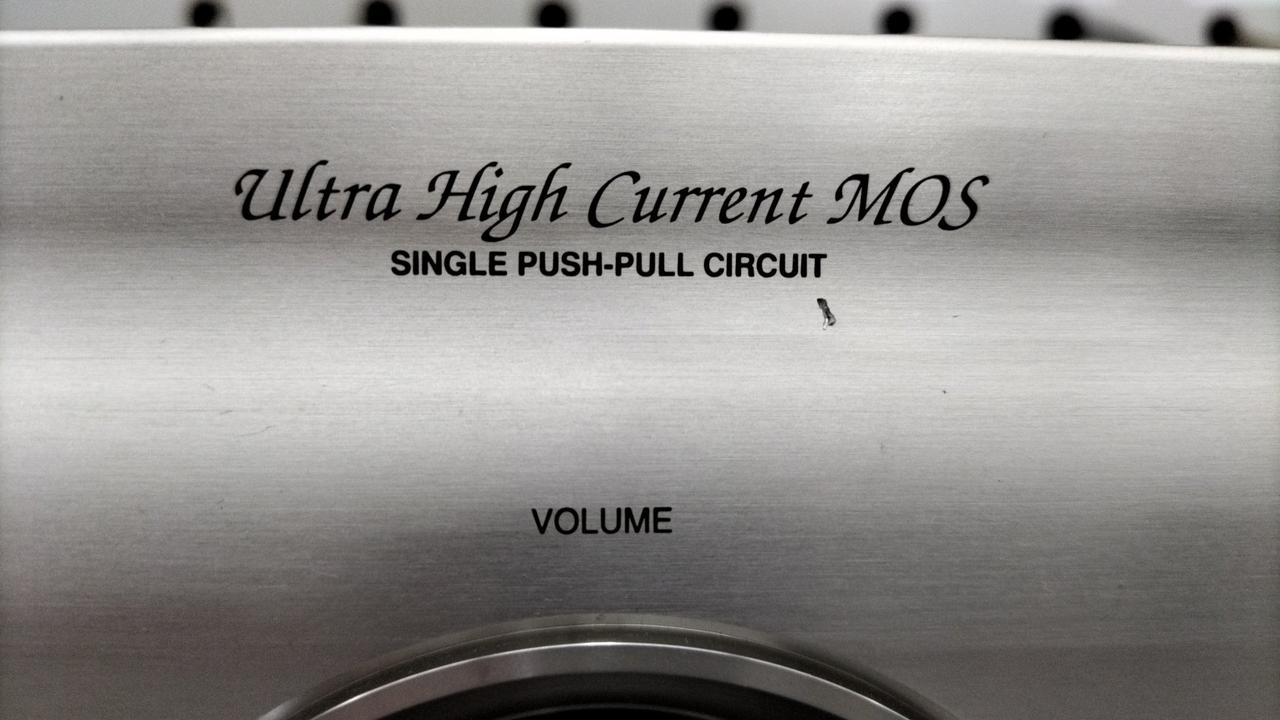 Ultra High Current MOS
SINGLE PUSH-PULL CIRCUIT
VOLUME